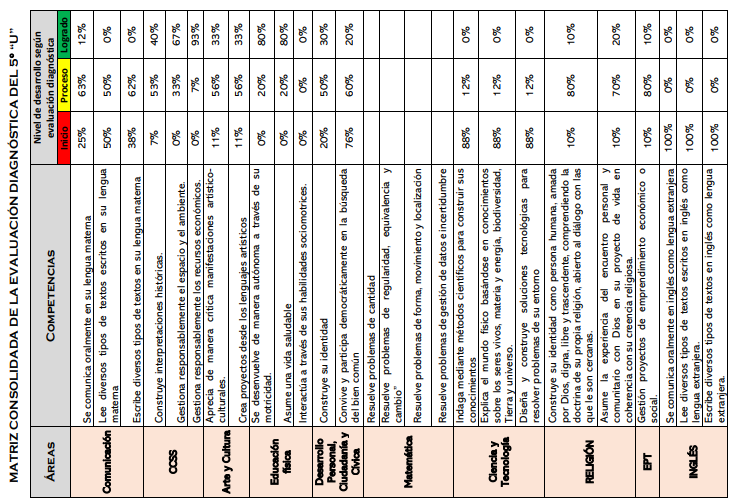 MATRIZ CONSOLIDADA DE LA EVALUACIÓN DIAGNÓSTICA DEL 5° “U”
ÁREAS
COMPETENCIAS
Nivel de desarrollo según
evaluación diagnóstica
Inicio Proceso Logrado
Comunicación
Se comunica oralmente en su lengua materna 25% 63% 12%
Lee diversos tipos de textos escritos en su lengua
materna 50% 50% 0%
Escribe diversos tipos de textos en su lengua materna 38% 62% 0%
CCSS
Construye interpretaciones históricas. 7% 53% 40%
Gestiona responsablemente el espacio y el ambiente. 0% 33% 67%
Gestiona responsablemente los recursos económicos. 0% 7% 93%
Arte y Cultura
Aprecia de manera crítica manifestaciones artístico-
culturales. 11% 56% 33%
Crea proyectos desde los lenguajes artísticos 11% 56% 33%
Educación
física
Se desenvuelve de manera autónoma a través de su
motricidad. 0% 20% 80%
Asume una vida saludable 0% 20% 80%
Interactúa a través de sus habilidades sociomotrices. 0% 0% 0%
Desarrollo
Personal,
Ciudadanía y
Cívica
Construye su identidad 20% 50% 30%
Convive y participa democráticamente en la búsqueda
del bien común 76% 60% 20%
Matemática
Resuelve problemas de cantidad
Resuelve problemas de regularidad, equivalencia y
cambio”
Resuelve problemas de forma, movimiento y localización
Resuelve problemas de gestión de datos e incertidumbre
Ciencia y
Tecnología
Indaga mediante métodos científicos para construir sus
conocimientos 88% 12% 0%
Explica el mundo físico basándose en conocimientos
sobre los seres vivos, materia y energía, biodiversidad,
Tierra y universo. 88% 12% 0%
Diseña y construye soluciones tecnológicas para
resolver problemas de su entorno 88% 12% 0%
RELIGIÓN
Construye su identidad como persona humana, amada
por Dios, digna, libre y trascendente, comprendiendo la
doctrina de su propia religión, abierto al diálogo con las
que le son cercanas. 10% 80% 10%
Asume la experiencia del encuentro personal y
comunitario con Dios en su proyecto de vida en
coherencia con su creencia religiosa. 10% 70% 20%
EPT
Gestión proyectos de emprendimiento económico o
social. 10% 80% 10%
INGLÉS
Se comunica oralmente en inglés como lengua extranjera 100% 0% 0%
Lee diversos tipos de textos escritos en inglés como
lengua extranjera. 100% 0% 0%
Escribe diversos tipos de textos en inglés como lengua
extranjera. 100% 0% 0%